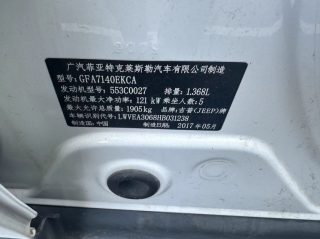 广汽菲亚特克莱斯勒汽车有限公司制造
型号:GFA7140EKCA
发动机型号:553C0027 排量:1.368L
发动机最大净功率:121 kW 乘坐人数:5
最大允许总质量:1905kg 品牌:吉普(JEEP)牌
车辆识别代号:LWVEA3068HB031238
制造国:中国 制造日期:2017年05月